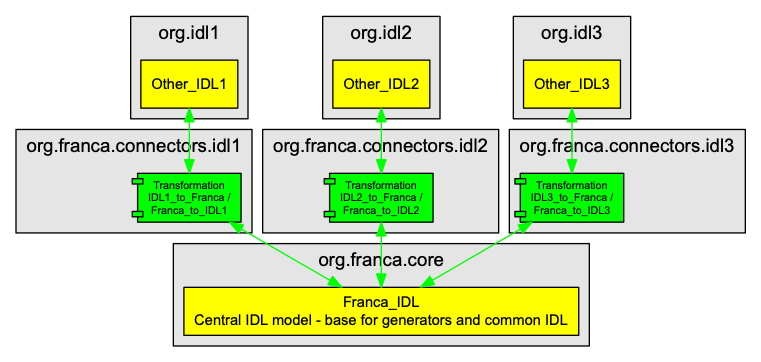 org.idl1
org.idl2
org.idl3
Other_IDL1
Other_IDL2
Other_IDL3
org.franca.connectors.idl1
org.franca.connectors.idl2
org.franca.connectors.idl3
Transformation
IDL1_to_Franca /
Franca_to_IDL1
Transformation
IDL2_to_Franca /
Franca_to_IDL2
Transformation
IDL3_to_Franca /
Franca_to_IDL3
org.franca.core
Franca_IDL
Central IDL model - base for generators and common IDL